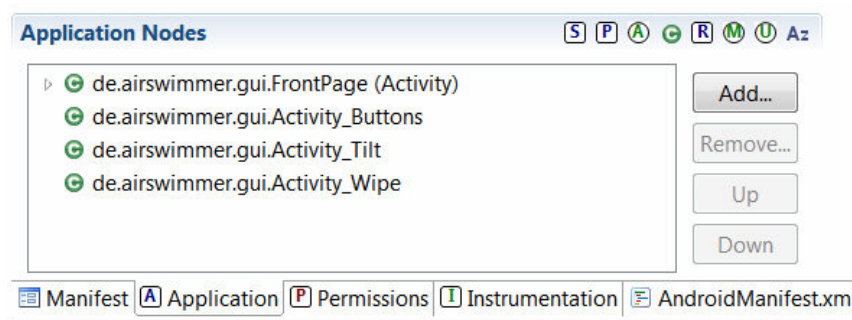 Application Nodes S P A C R M U Az
C de.airswimmer.gui.FrontPage (Activity)
C de.airswimmer.gui.Activity_Buttons
C de.airswimmer.gui.Activity_Tilt
C de.airswimmer.gui.Activity_Wipe
Add...
Remove...
Up
Down
Manifest A Application P Permissions I Instrumentation AndroidManifest.xm